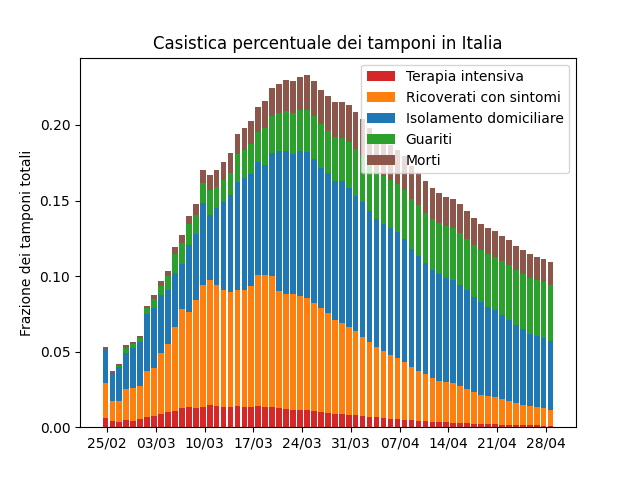 Casistica percentuale dei tamponi in Italia
Terapia intensiva
Ricoverati con sintomi
Isolamento domiciliare
Guariti
Morti
Frazione dei tamponi totali
0.20
0.15
0.10
0.05
0.00
25/02 03/03 10/03 17/03 24/03 31/03 07/04 14/04 21/04 28/04